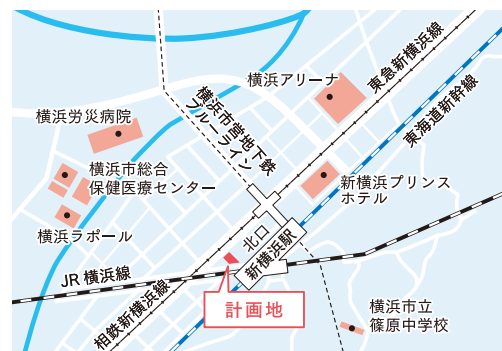 横浜アリーナ
東急新横浜線
東海道新幹線
横浜市営地下鉄
ブルーライン
横浜労災病院
横浜市総合
保健医療センター
新横浜プリンス
ホテル
横浜ラポール
北口
新横浜駅
JR横浜線
計画地
相鉄新横浜線
横浜市立
篠原中学校